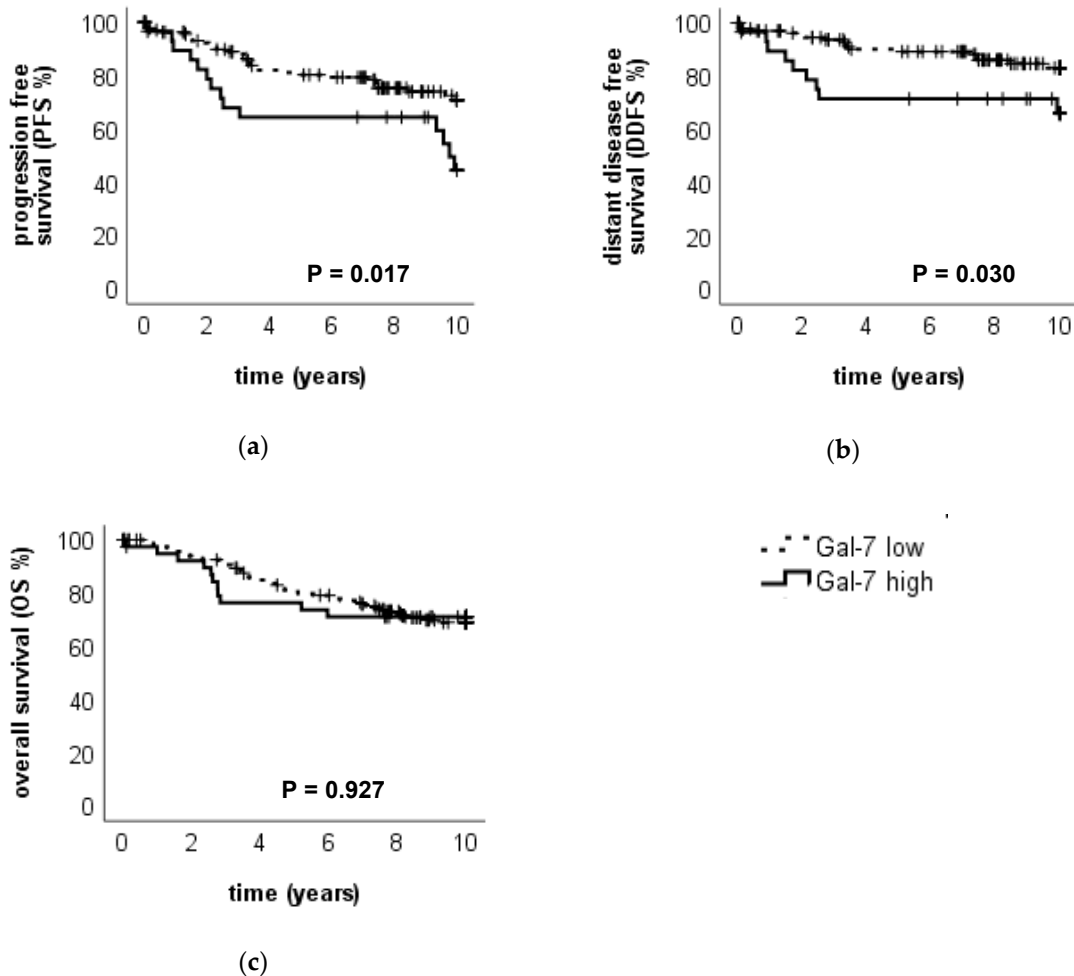 100
80
60
40
20
0
progression free
survival (PFS %)
P = 0.017
0 2 4 6 8 10
time (years)
(a)
100
80
60
40
20
0
distant disease free
survival (DDFS %)
P = 0.030
0 2 4 6 8 10
time (years)
(b)
100
80
60
40
20
0
overall survival (OS %)
P = 0.927
0 2 4 6 8 10
time (years)
(c)
Gal-7 low
Gal-7 high